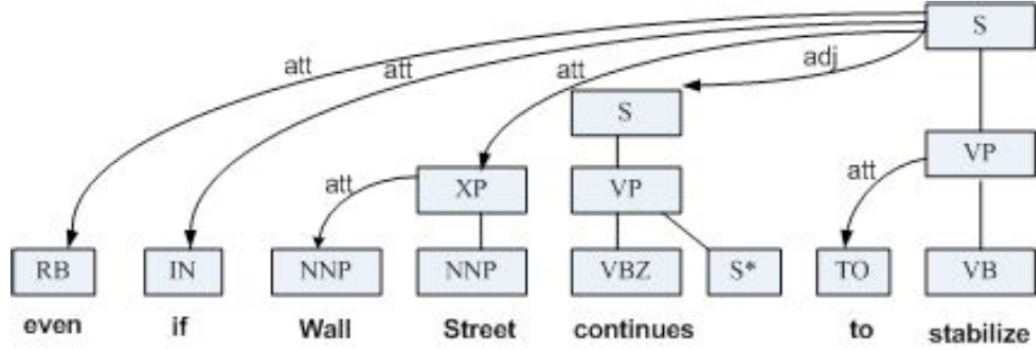 S
att att att adj
S
VP
att XP VP att
RB IN NNP NNP VBZ S* TO VB
even if Wall Street continues to stabilize